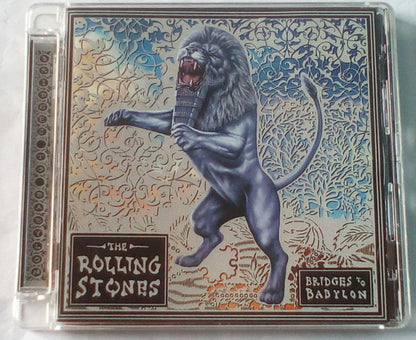 THE
ROLLING
STONES
BRIDGES TO
BABYLON